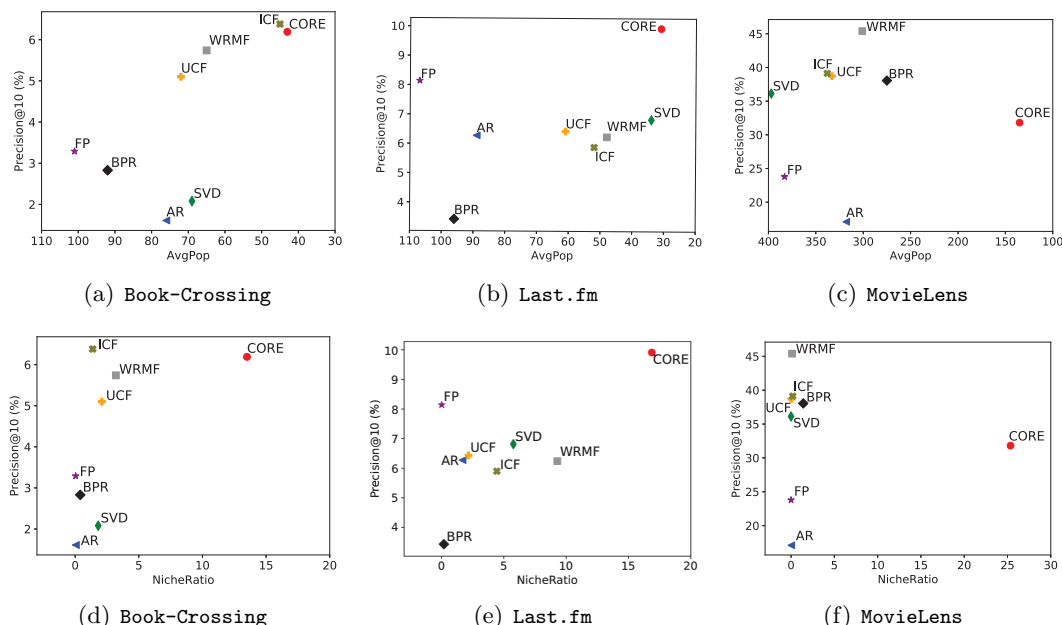 Precision@10 (%)
6
5
4
3
2
110 100 90 80 70 60 50 40 30
AvgPop
ICF
CORE
WRMF
UCF
FP
BPR
SVD
AR
(a) Book-Crossing
Precision@10 (%)
10
9
8
7
6
5
4
3
110 100 90 80 70 60 50 40 30 20
AvgPop
CORE
FP
AR
UCF
WRMF
SVD
ICF
BPR
(b) Last.fm
Precision@10 (%)
45
40
35
30
25
20
400 350 300 250 200 150 100
AvgPop
WRMF
ICF
UCF
BPR
SVD
CORE
FP
AR
(c) MovieLens
Precision@10 (%)
6
5
4
3
2
0 5 10 15 20
NicheRatio
ICF
CORE
WRMF
UCF
FP
BPR
SVD
AR
(d) Book-Crossing
Precision@10 (%)
10
9
8
7
6
5
4
0 5 10 15 20
NicheRatio
CORE
FP
SVD
UCF
AR
WRMF
ICF
BPR
(e) Last.fm
Precision@10 (%)
45
40
35
30
25
20
0 5 10 15 20 25 30
NicheRatio
WRMF
ICF
BPR
UCF
SVD
CORE
FP
AR
(f) MovieLens